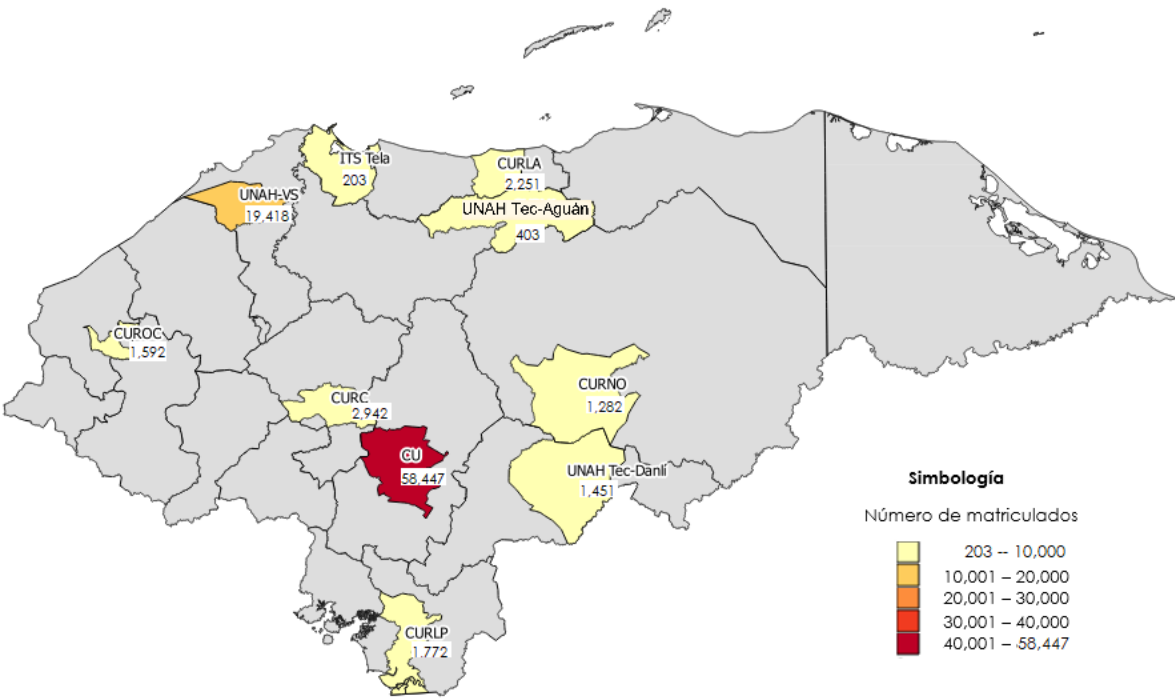 ITS Tela
203
CURLA
2,251
UNAH-VS
19,418
UNAH Tec-Aguán
403
CUROC
1,592
CURNO
1,282
CURC
2,942
CU
58,447
UNAH Tec-Danlí
1,451
CURLP
1,772
Simbología
Número de matriculados
203 -- 10,000
10,001 – 20,000
20,001 – 30,000
30,001 – 40,000
40,001 – 58,447